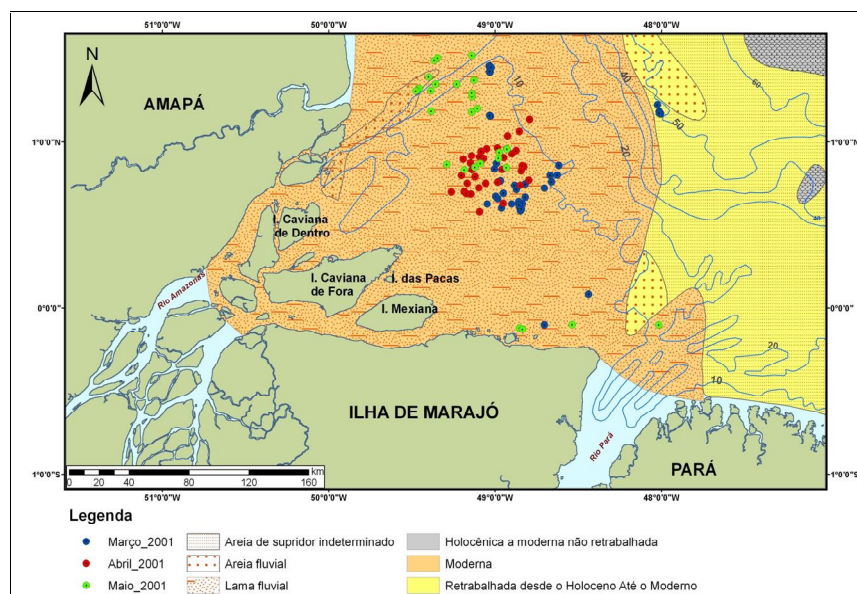 51°0'0"W
50°0'0"W
49°0'0"W
48°0'0"W
N
AMAPÁ
10
40
20
50
60
40
1°0'0"N
1°0'0"N
I. Caviana
de Dentro
I. Caviana
de Fora
I. das Pacas
I. Mexiana
Rio Amazonas
0°0'0"
0°0'0"
20
10
10
ILHA DE MARAJÓ
Rio Pará
PARÁ
km
0 20 40 80 120 160
1°0'0"S
1°0'0"S
51°0'0"W
50°0'0"W
49°0'0"W
48°0'0"W
Legenda
Março_2001
Areia de supridor indeterminado
Holocênica a moderna não retrabalhada
Abril_2001
Areia fluvial
Moderna
Maio_2001
Lama fluvial
Retrabalhada desde o Holoceno Até o Moderno